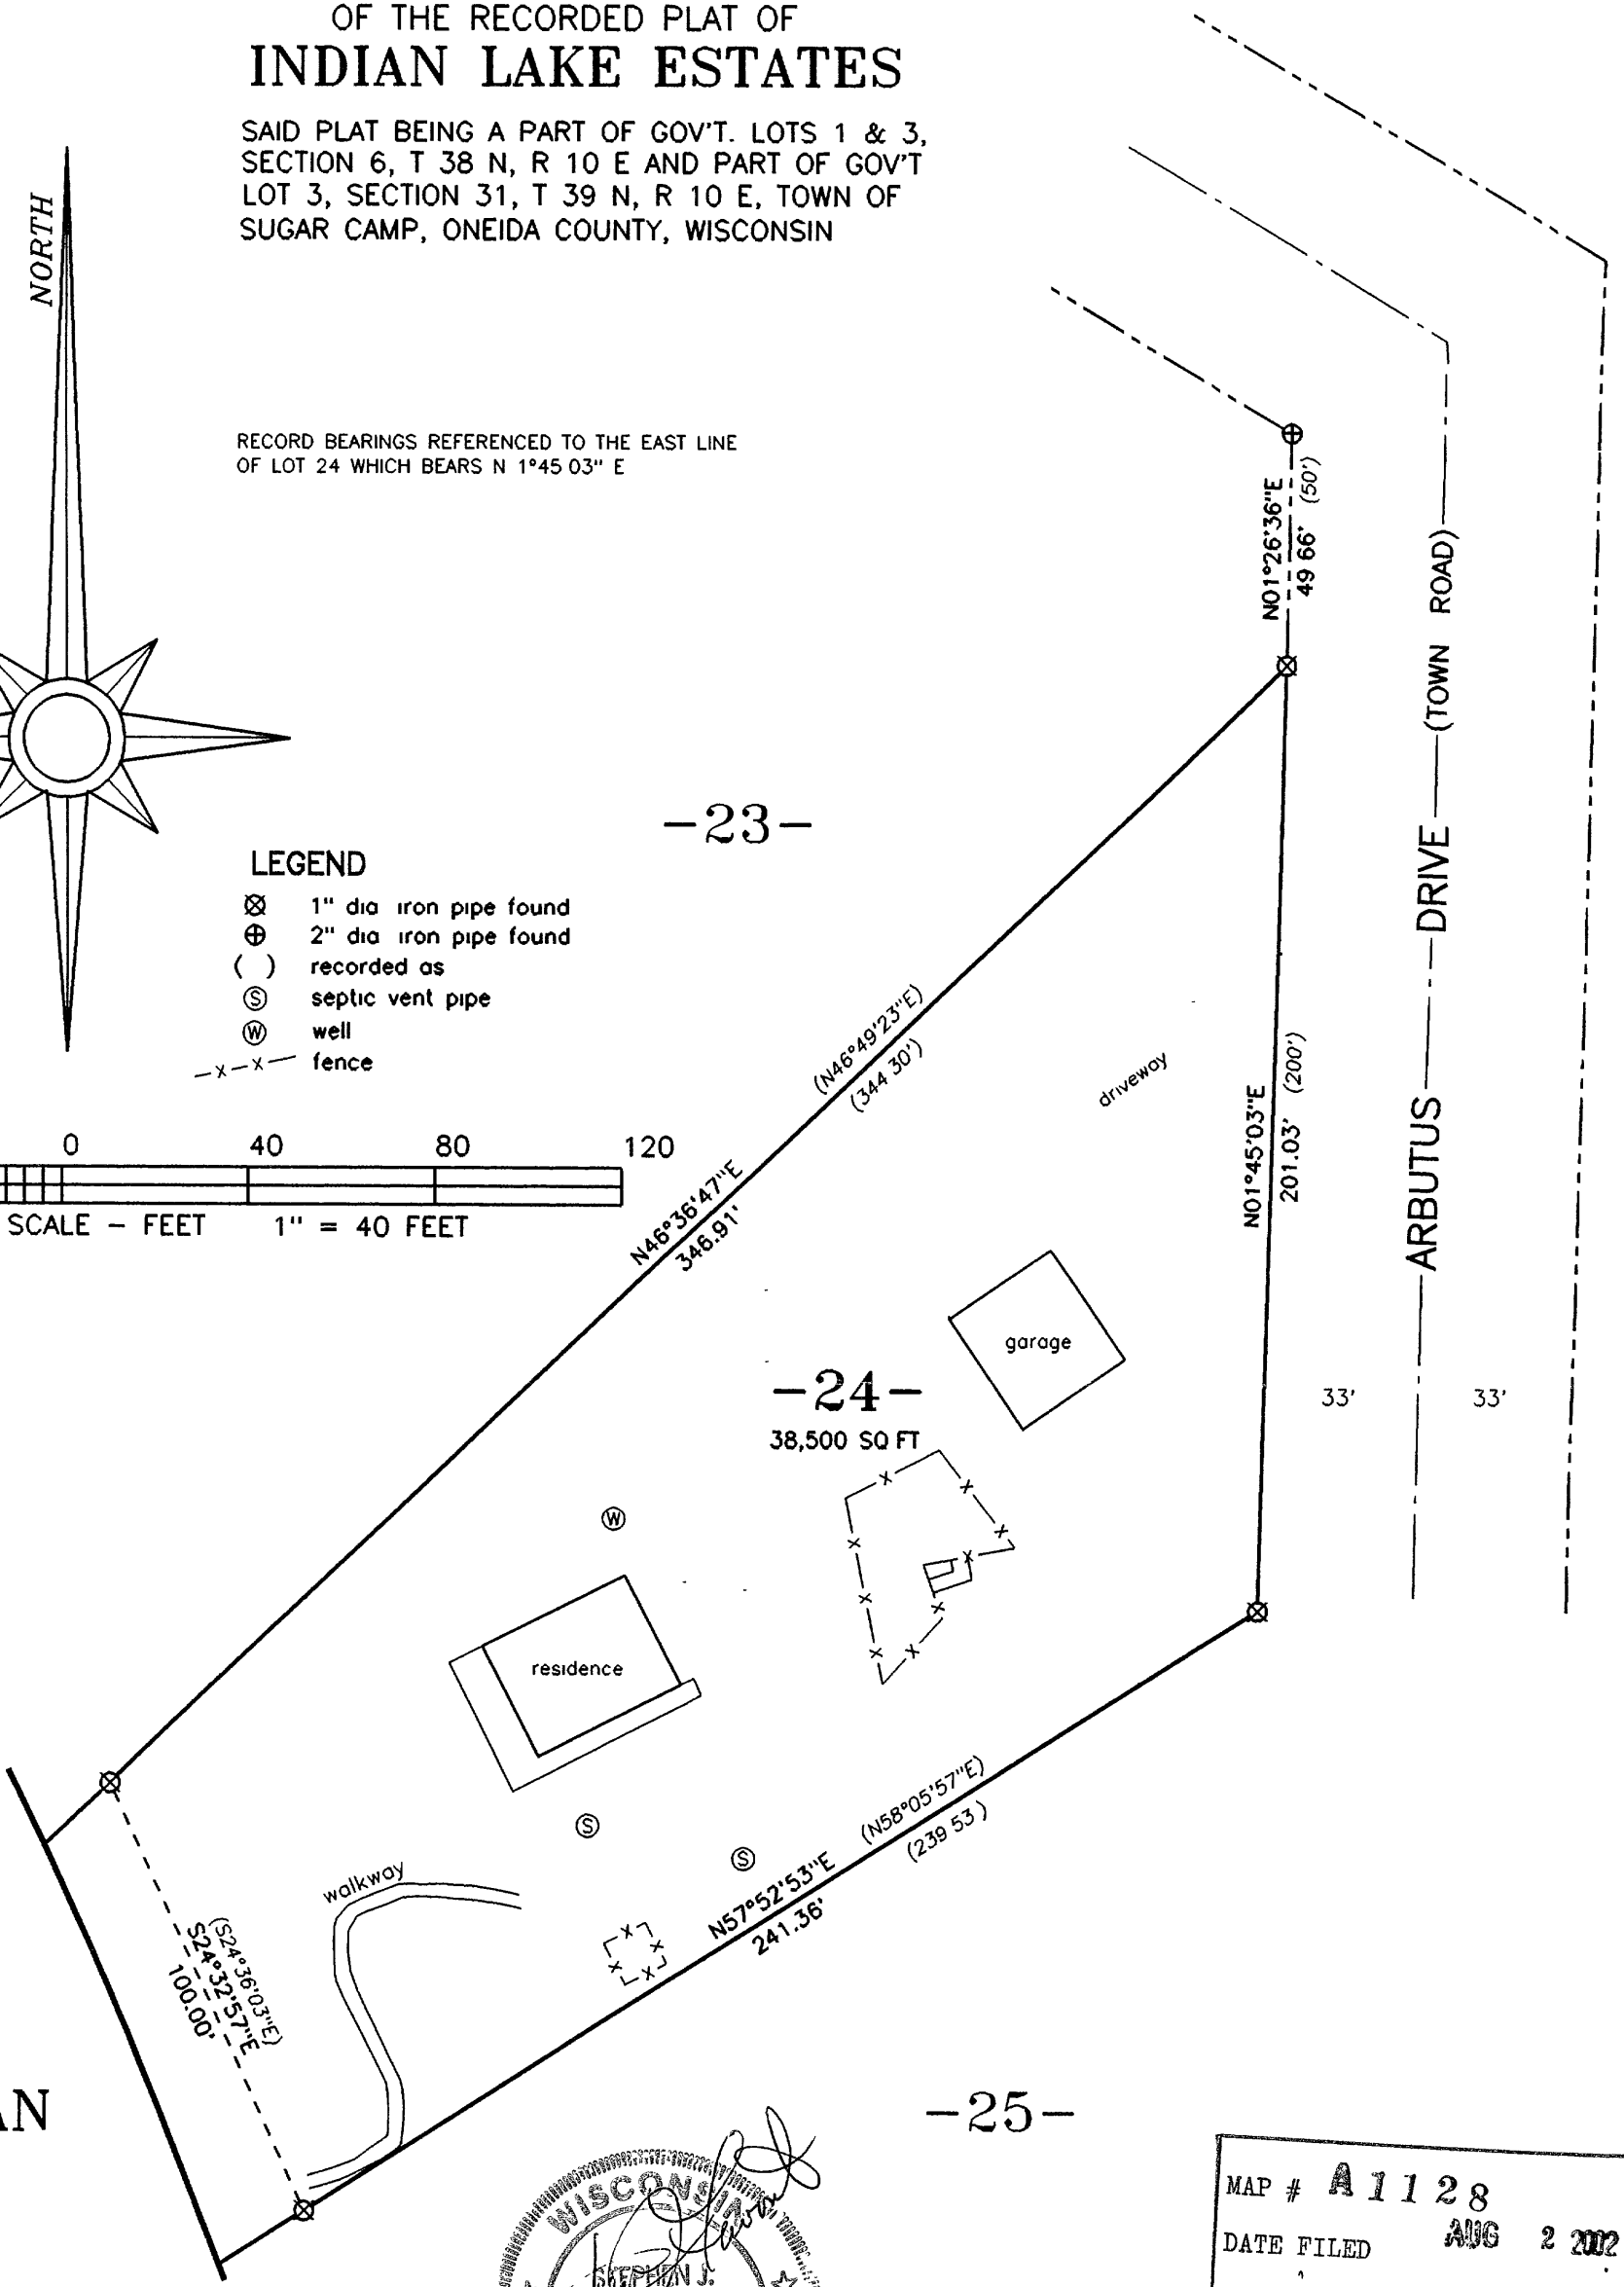 OF THE RECORDED PLAT OF
INDIAN LAKE ESTATES
SAID PLAT BEING A PART OF GOV'T. LOTS 1 & 3,
SECTION 6, T 38 N, R 10 E AND PART OF GOV'T
LOT 3, SECTION 31, T 39 N, R 10 E, TOWN OF
SUGAR CAMP, ONEIDA COUNTY, WISCONSIN
NORTH
RECORD BEARINGS REFERENCED TO THE EAST LINE
OF LOT 24 WHICH BEARS N 1°45 03" E
N01°26'36"E
49 66' (50')
ARBUTUS DRIVE (TOWN ROAD)
-23-
LEGEND
1" dia iron pipe found
2" dia iron pipe found
( ) recorded as
S septic vent pipe
W well
-x-x- fence
0 40 80 120
SCALE - FEET 1" = 40 FEET
(N46°49'23"E)
(344 30')
N46°36'47"E
346.91'
driveway
N01°45'03"E
201.03' (200')
garage
-24-
38,500 SQ FT
33' 33'
W
residence
S
S
walkway
(N58°05'57"E)
(239 53 )
N57°52'53"E
241.36'
(S24°36'03"E)
S24°32'57"E
100.00'
AN
-25-
WISCONSIN
STEPHEN J.
MAP # A1128
DATE FILED AUG 2 2002